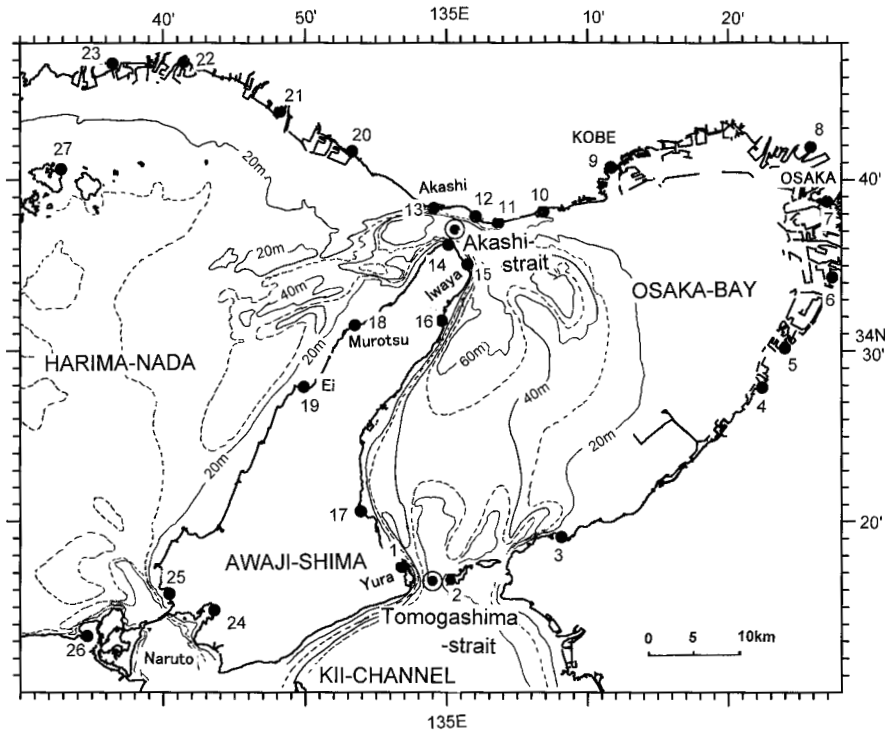 40'
50'
135E
10'
20'
23
22
21
20
27
KOBE
8
9
40'
OSAKA
Akashi
12
10
20m
13
11
7
Akashi-
strait
20m
14
15
Iwaya
6
40m
OSAKA-BAY
16
18
Murotsu
34N
60m
30'
HARIMA-NADA
5
20m
Ei
19
40m
4
20m
20m
17
20'
3
AWAJI-SHIMA
1
Yura
25
2
24
Tomogashima
-strait
0 5 10km
26
Naruto
KII-CHANNEL
135E